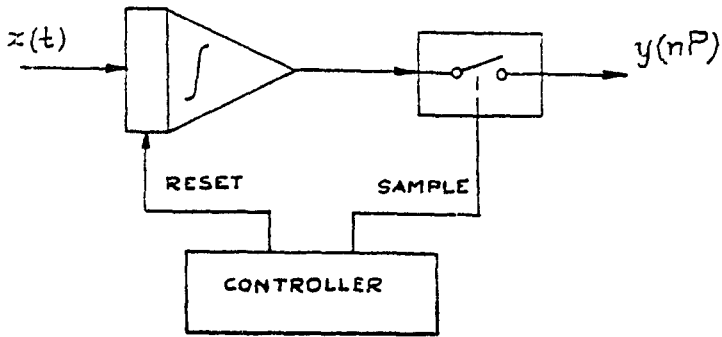 z(t)
∫
y(nP)
RESET
SAMPLE
CONTROLLER